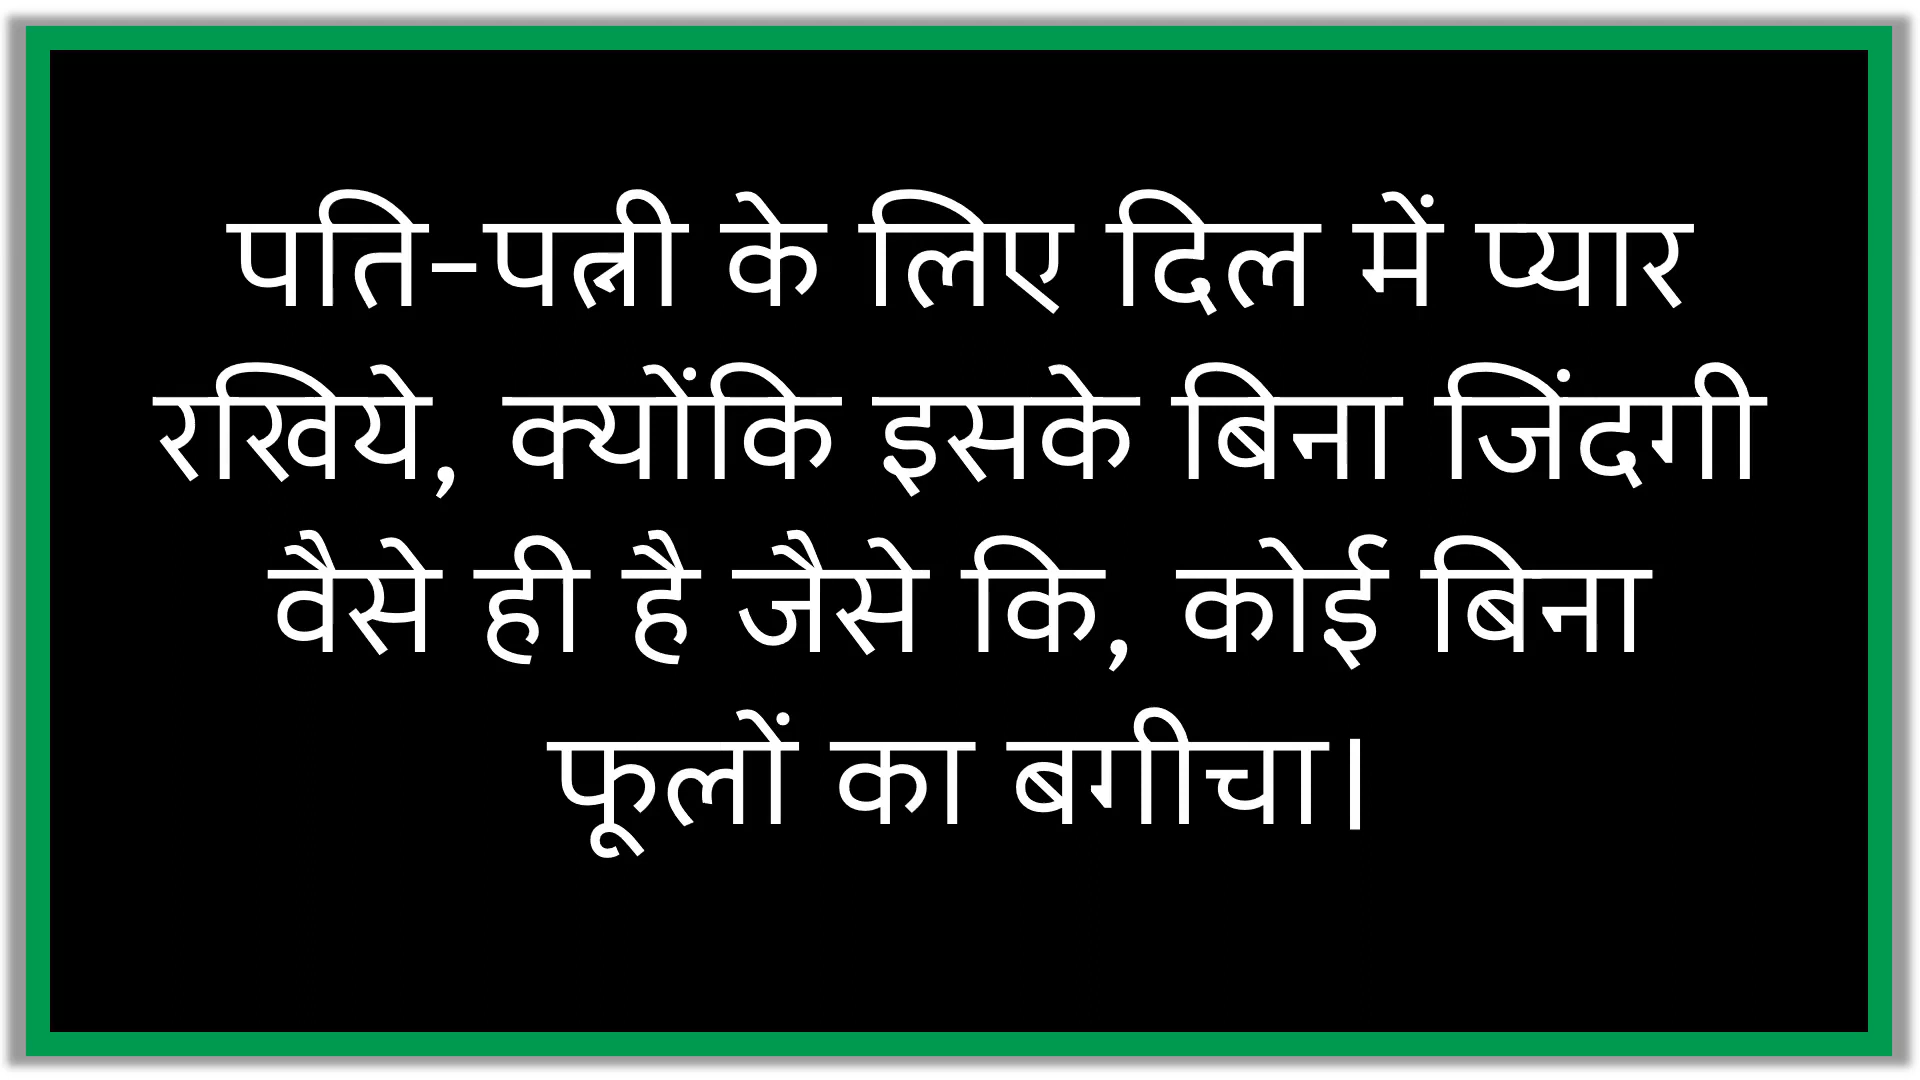 पति-पत्नी के लिए दिल में प्यार
रखिये, क्योंकि इसके बिना जिंदगी
वैसे ही है जैसे कि, कोई बिना
फूलों का बगीचा।